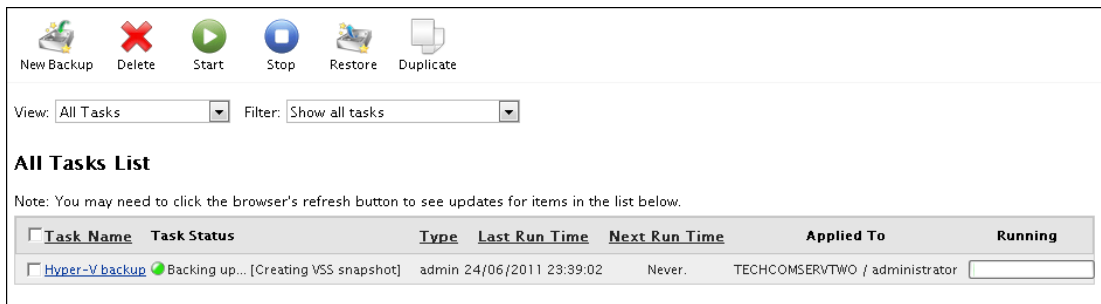 New Backup Delete Start Stop Restore Duplicate
View: All Tasks Filter: Show all tasks
All Tasks List
Note: You may need to click the browser's refresh button to see updates for items in the list below.
Task Name Task Status Type Last Run Time Next Run Time Applied To Running
Hyper-V backup Backing up... [Creating VSS snapshot] admin 24/06/2011 23:39:02 Never. TECHCOMSERVTWO / administrator